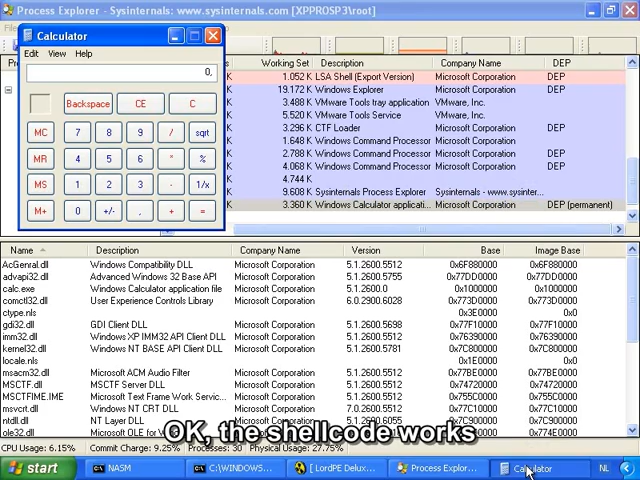 Process Explorer - Sysinternals: www.sysinternals.com [XPPROSP3\root]
Calculator
Edit View Help
0,
Backspace CE C
MC 7 8 9 / sqrt
MR 4 5 6 * %
MS 1 2 3 - 1/x
M+ 0 +/- , + =
Working Set Description Company Name DEP
1.052 K LSA Shell (Export Version) Microsoft Corporation DEP
19.172 K Windows Explorer Microsoft Corporation DEP
3.488 K VMware Tools tray application VMware, Inc. DEP
5.520 K VMware Tools Service VMware, Inc. DEP
3.296 K CTF Loader Microsoft Corporation DEP
K Windows Command Processor Microsoft Corporation DEP
2.788 K Windows Command Processor Microsoft Corporation DEP
4.068 K Windows Command Processor Microsoft Corporation DEP
4.744 K DEP
9.608 K Sysinternals Process Explorer Sysinternals - www.sysinter... DEP
K 3.360 K Windows Calculator applicati... Microsoft Corporation DEP (permanent)
Name Description Company Name Version Base Image Base
AcGenral.dll Windows Compatibility DLL Microsoft Corporation 5.1.2600.5512 0x6F880000 0x6F880000
advapi32.dll Advanced Windows 32 Base API Microsoft Corporation 5.1.2600.5755 0x77DD0000 0x77DD0000
calc.exe Windows Calculator application file Microsoft Corporation 5.1.2600.0 0x1000000 0x1000000
comctl32.dll User Experience Controls Library Microsoft Corporation 6.0.2900.6028 0x773D0000 0x773D0000
ctype.nls 0x3E0000 0x0
gdi32.dll GDI Client DLL Microsoft Corporation 5.1.2600.5698 0x77F10000 0x77F10000
imm32.dll Windows XP IMM32 API Client DLL Microsoft Corporation 5.1.2600.5512 0x76390000 0x76390000
kernel32.dll Windows NT BASE API Client DLL Microsoft Corporation 5.1.2600.5781 0x7C800000 0x7C800000
locale.nls 0x1E0000 0x0
msacm32.dll Microsoft ACM Audio Filter Microsoft Corporation 5.1.2600.5512 0x77BE0000 0x77BE0000
MSCTF.dll MSCTF Server DLL Microsoft Corporation 5.1.2600.5512 0x74720000 0x74720000
MSCTFIME.IME Microsoft Text Frame Work Service... Microsoft Corporation 5.1.2600.5512 0x755C0000 0x755C0000
msvcrt.dll Windows NT CRT DLL Microsoft Corporation 7.0.2600.5512 0x77C10000 0x77C10000
ntdll.dll NT Layer DLL Microsoft Corporation
ole32.dll Microsoft OLE for
OK, the shellcode works
CPU Usage: 6.15% Commit Charge: 9.25% Processes: 30 Physical Usage: 27.75%
start NASM C:\WINDOWS... [ LordPE Delux... Process Explor... Calculator